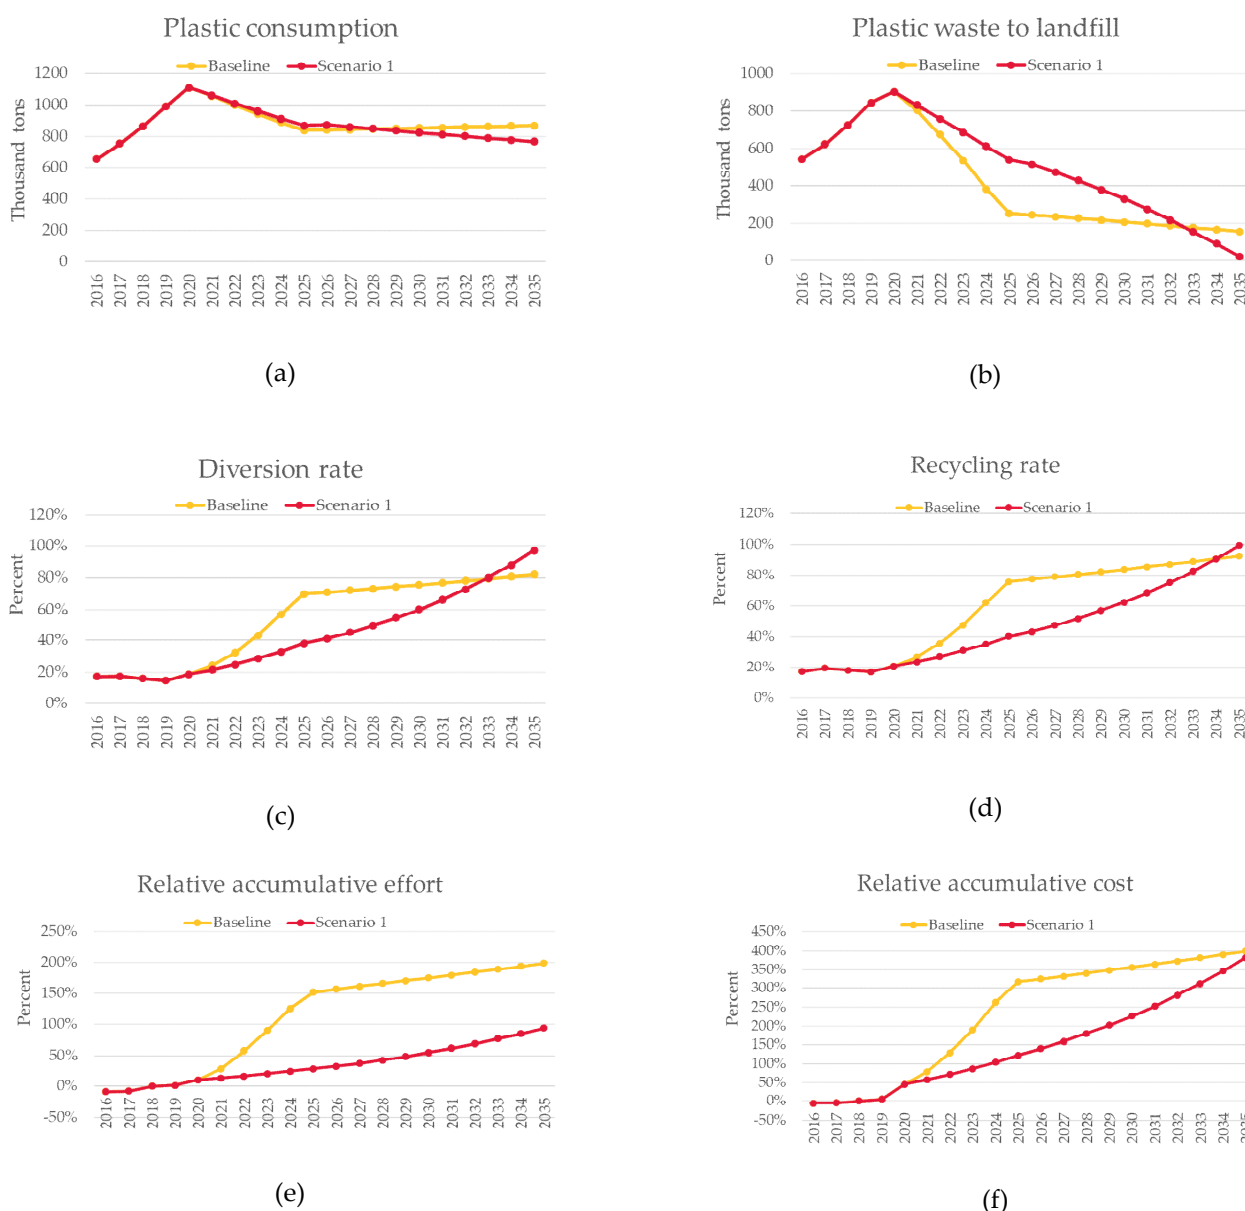 Plastic consumption
Baseline Scenario 1
Thousand tons
1200
1000
800
600
400
200
0
2016 2017 2018 2019 2020 2021 2022 2023 2024 2025 2026 2027 2028 2029 2030 2031 2032 2033 2034 2035
(a)
Plastic waste to landfill
Baseline Scenario 1
Thousand tons
1000
800
600
400
200
0
2016 2017 2018 2019 2020 2021 2022 2023 2024 2025 2026 2027 2028 2029 2030 2031 2032 2033 2034 2035
(b)
Diversion rate
Baseline Scenario 1
Percent
120%
100%
80%
60%
40%
20%
0%
2016 2017 2018 2019 2020 2021 2022 2023 2024 2025 2026 2027 2028 2029 2030 2031 2032 2033 2034 2035
(c)
Recycling rate
Baseline Scenario 1
Percent
120%
100%
80%
60%
40%
20%
0%
2016 2017 2018 2019 2020 2021 2022 2023 2024 2025 2026 2027 2028 2029 2030 2031 2032 2033 2034 2035
(d)
Relative accumulative effort
Baseline Scenario 1
Percent
250%
200%
150%
100%
50%
0%
-50%
2016 2017 2018 2019 2020 2021 2022 2023 2024 2025 2026 2027 2028 2029 2030 2031 2032 2033 2034 2035
(e)
Relative accumulative cost
Baseline Scenario 1
Percent
450%
400%
350%
300%
250%
200%
150%
100%
50%
0%
-50%
2016 2017 2018 2019 2020 2021 2022 2023 2024 2025 2026 2027 2028 2029 2030 2031 2032 2033 2034 2035
(f)